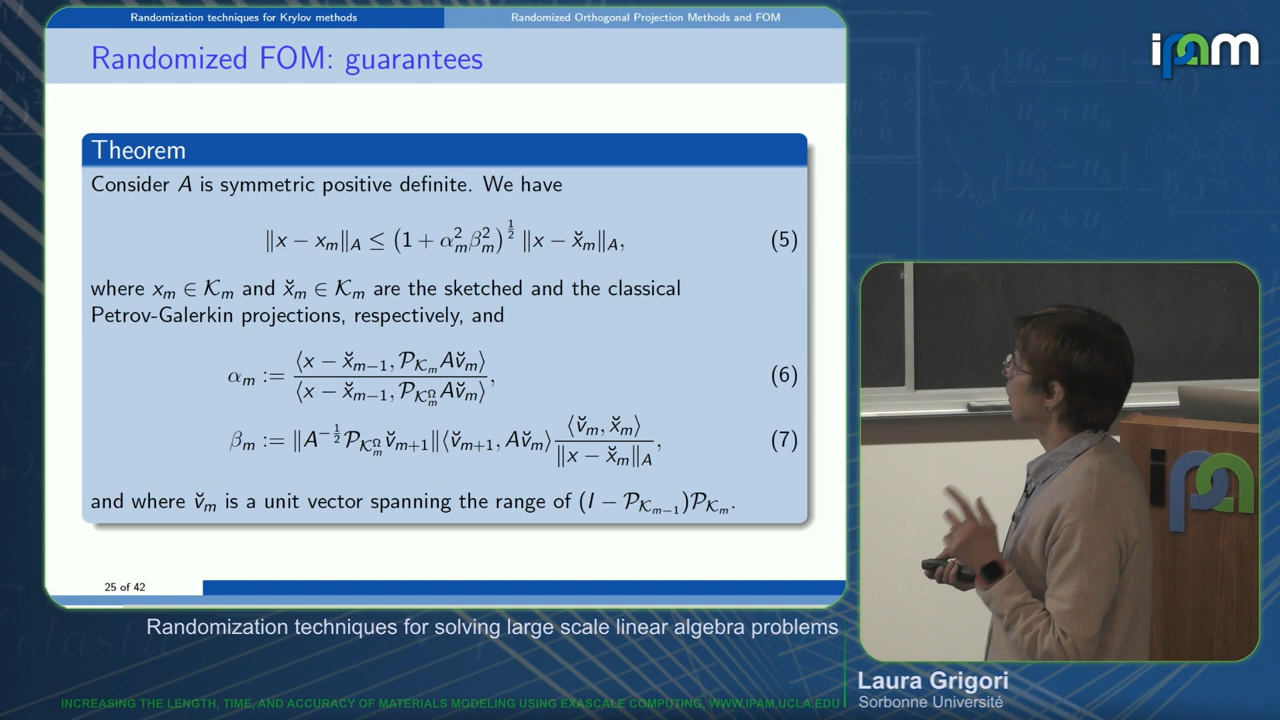 Randomization techniques for Krylov methods
Randomized Orthogonal Projection Methods and FOM
Randomized FOM: guarantees
Theorem
Consider A is symmetric positive definite. We have
‖x − x_m‖_A ≤ (1 + α_m² β_m²)^{1/2} ‖x − x̆_m‖_A, (5)
where x_m ∈ 𝒦_m and x̆_m ∈ 𝒦_m are the sketched and the classical
Petrov-Galerkin projections, respectively, and
α_m := ⟨x − x̆_{m−1}, 𝒫_{𝒦_m} Av̆_m⟩ / ⟨x − x̆_{m−1}, 𝒫_{𝒦_m^Ω} Av̆_m⟩, (6)
β_m := ‖A^{−1/2} 𝒫_{𝒦_m^Ω} v̆_{m+1}‖⟨v̆_{m+1}, Av̆_m⟩ ⟨v̆_m, x̆_m⟩ / ‖x − x̆_m‖_A, (7)
and where v̆_m is a unit vector spanning the range of (I − 𝒫_{𝒦_{m−1}})𝒫_{𝒦_m}.
25 of 42
Randomization techniques for solving large scale linear algebra problems
ipam
Laura Grigori
Sorbonne Université
INCREASING THE LENGTH, TIME, AND ACCURACY OF MATERIALS MODELING USING EXASCALE COMPUTING, WWW.IPAM.UCLA.EDU